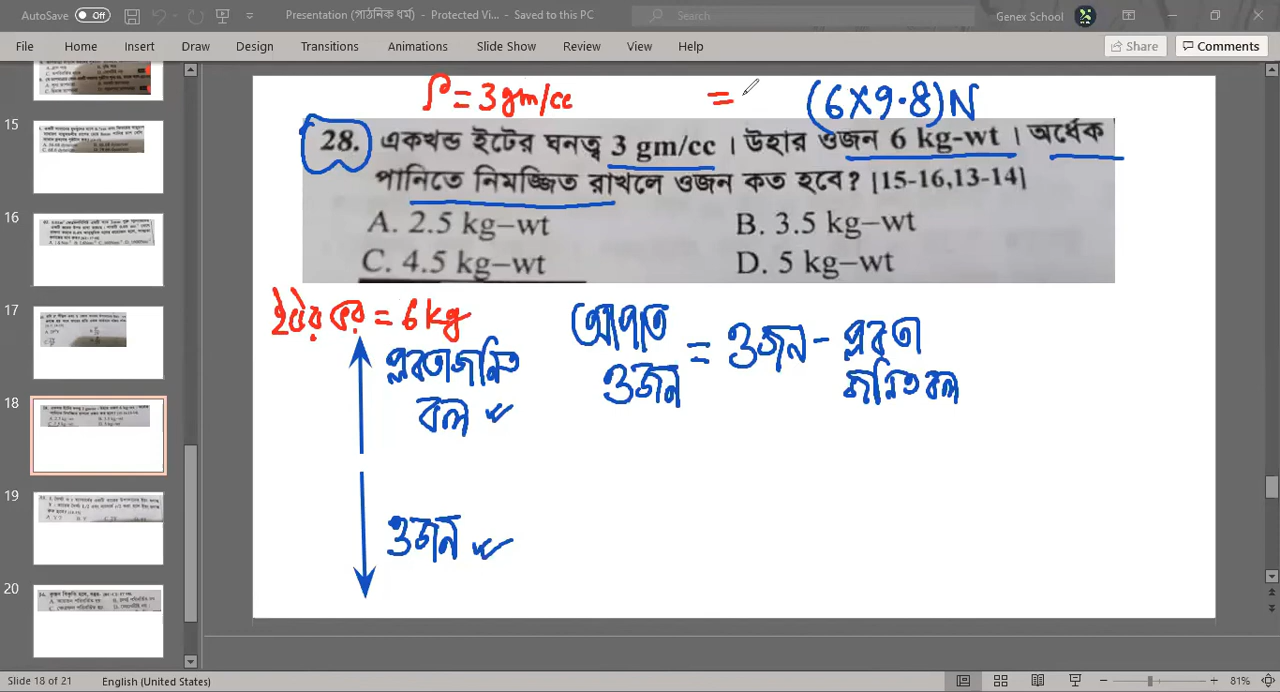 AutoSave Off Presentation (গাঠনিক ধর্ম) - Protected Vi... - Saved to this PC Search Genex School
File Home Insert Draw Design Transitions Animations Slide Show Review View Help Share Comments
ρ = 3gm/cc = (6×9.8)N
28. একখন্ড ইটের ঘনত্ব 3 gm/cc । উহার ওজন 6 kg-wt । অর্ধেক
পানিতে নিমজ্জিত রাখলে ওজন কত হবে? [15-16,13-14]
A. 2.5 kg-wt B. 3.5 kg-wt
C. 4.5 kg-wt D. 5 kg-wt
ইটের ভর = 6kg
প্লবতাজনিত
বল
আপাত
ওজন = ওজন - প্লবতা
জনিত বল
ওজন
15
16
17
18
19
20
Slide 18 of 21 English (United States) 81%